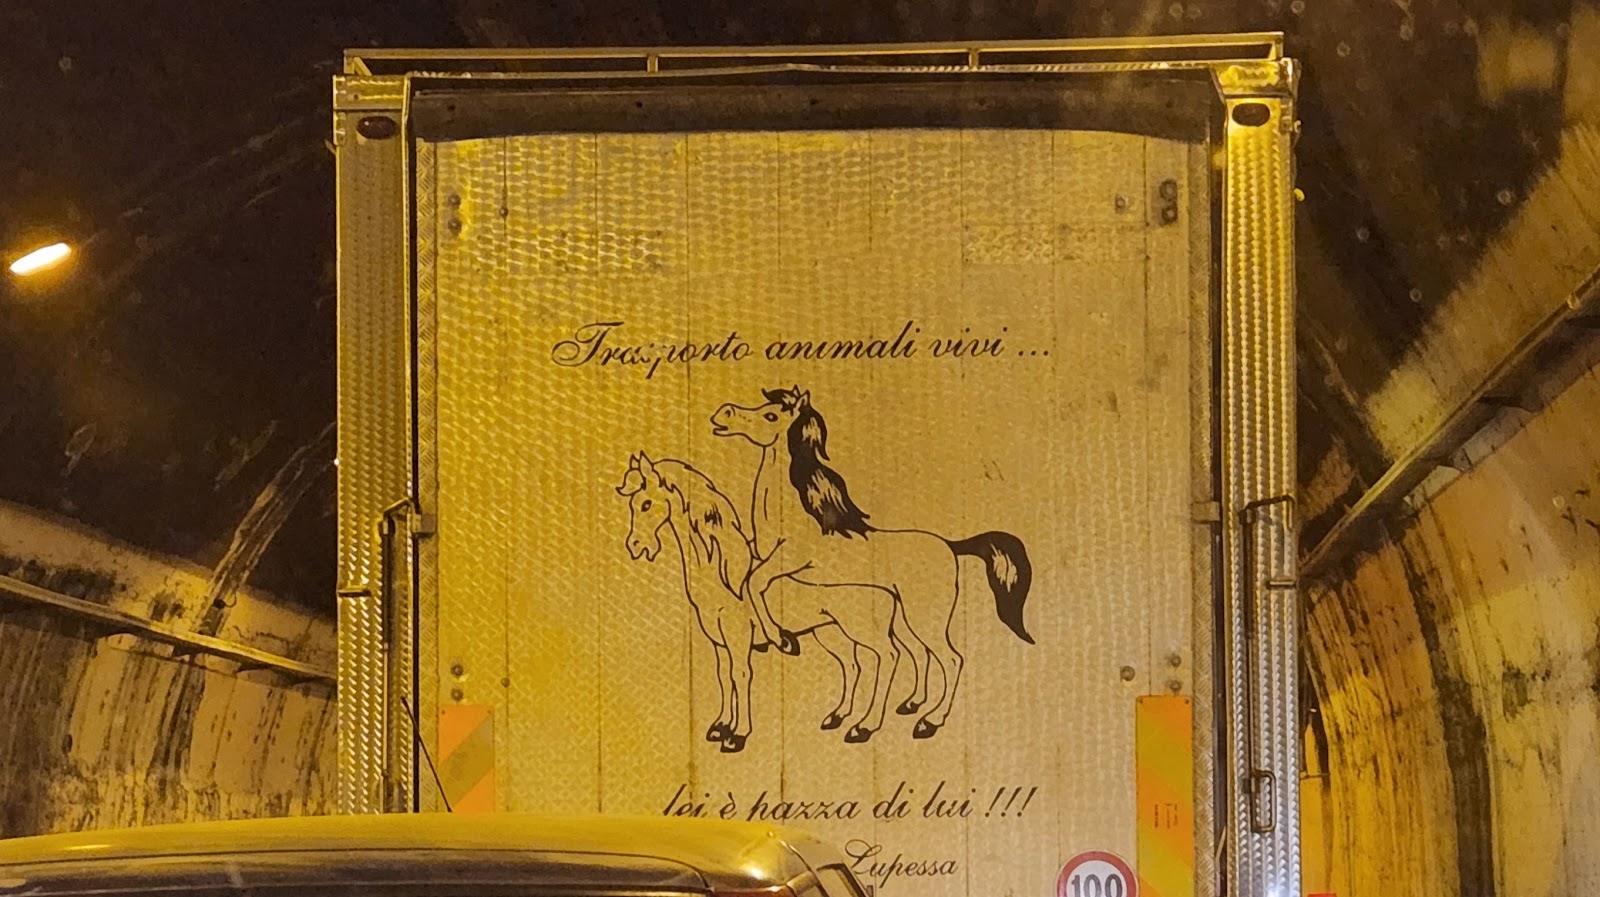 Trasporto animali vivi ...
lei è pazza di lui !!!
Lupessa
100